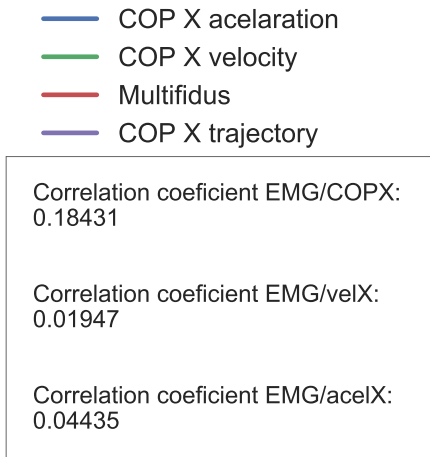 COP X acelaration
COP X velocity
Multifidus
COP X trajectory
Correlation coeficient EMG/COPX:
0.18431
Correlation coeficient EMG/velX:
0.01947
Correlation coeficient EMG/acelX:
0.04435